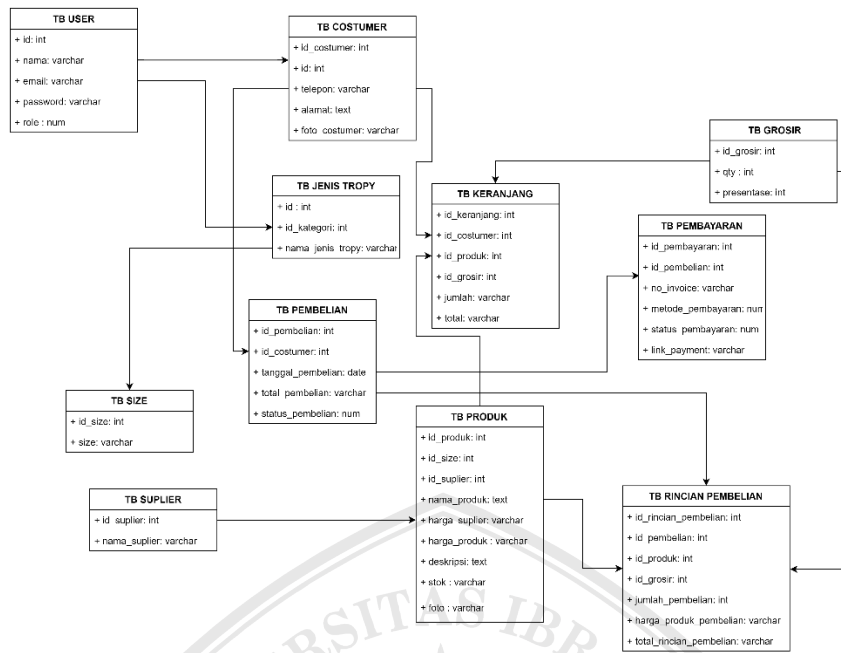 TB USER
+ id: int
+ nama: varchar
+ email: varchar
+ password: varchar
+ role : num
TB COSTUMER
+ id_costumer: int
+ id: int
+ telepon: varchar
+ alamat: text
+ foto_costumer: varchar
TB GROSIR
+ id_grosir: int
+ qty : int
+ presentase: int
TB JENIS TROPY
+ id : int
+ id_kategori: int
+ nama_jenis_tropy: varchar
TB KERANJANG
+ id_keranjang: int
+ id_costumer: int
+ id_produk: int
+ id_grosir: int
+ jumlah: varchar
+ total: varchar
TB PEMBAYARAN
+ id_pembayaran: int
+ id_pembelian: int
+ no_invoice: varchar
+ metode_pembayaran: num
+ status_pembayaran: num
+ link_payment: varchar
TB PEMBELIAN
+ id_pembelian: int
+ id_costumer: int
+ tanggal_pembelian: date
+ total_pembelian: varchar
+ status_pembelian: num
TB SIZE
+ id_size: int
+ size: varchar
TB PRODUK
+ id_produk: int
+ id_size: int
+ id_suplier: int
+ nama_produk: text
+ harga_suplier: varchar
+ harga_produk : varchar
+ deskripsi: text
+ stok : varchar
+ foto : varchar
TB SUPLIER
+ id_suplier: int
+ nama_suplier: varchar
TB RINCIAN PEMBELIAN
+ id_rincian_pembelian: int
+ id_pembelian: int
+ id_produk: int
+ id_grosir: int
+ jumlah_pembelian: int
+ harga_produk_pembelian: varchar
+ total_rincian_pembelian: varchar